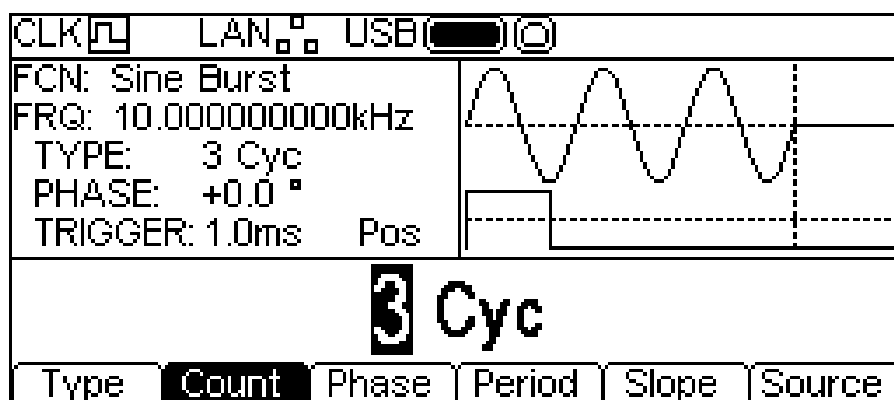 CLK LAN USB
FCN: Sine Burst
FRQ: 10.000000000kHz
TYPE: 3 Cyc
PHASE: +0.0 °
TRIGGER: 1.0ms Pos
3 Cyc
Type Count Phase Period Slope Source